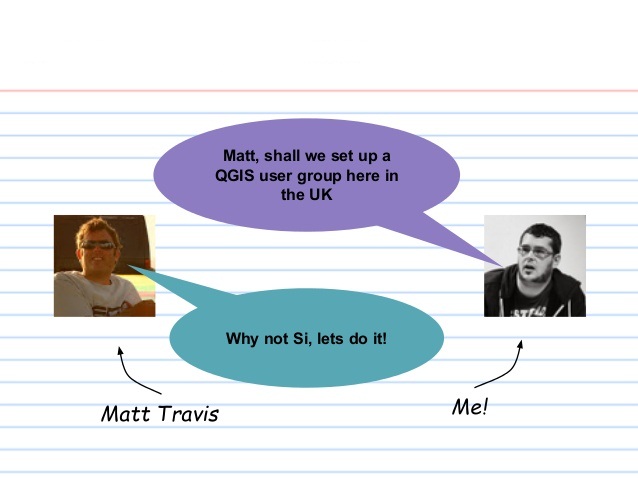 Matt, shall we set up a
QGIS user group here in
the UK
Why not Si, lets do it!
Matt Travis
Me!